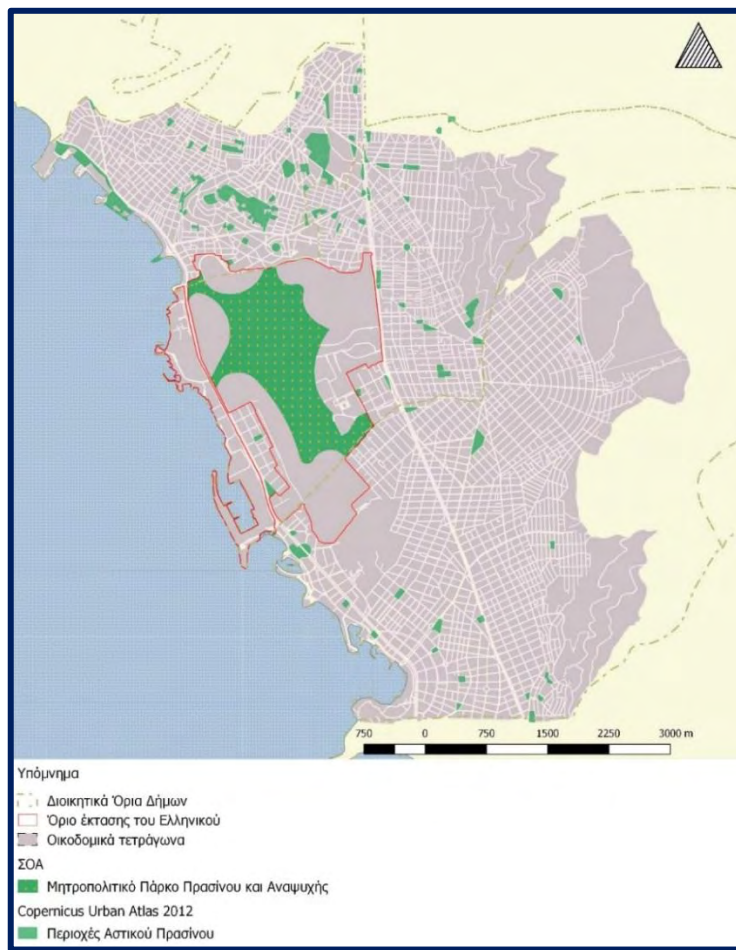 750 0 750 1500 2250 3000 m
Υπόμνημα
Διοικητικά Όρια Δήμων
Όριο έκτασης του Ελληνικού
Οικοδομικά τετράγωνα
ΣΟΑ
Μητροπολιτικό Πάρκο Πρασίνου και Αναψυχής
Copernicus Urban Atlas 2012
Περιοχές Αστικού Πρασίνου